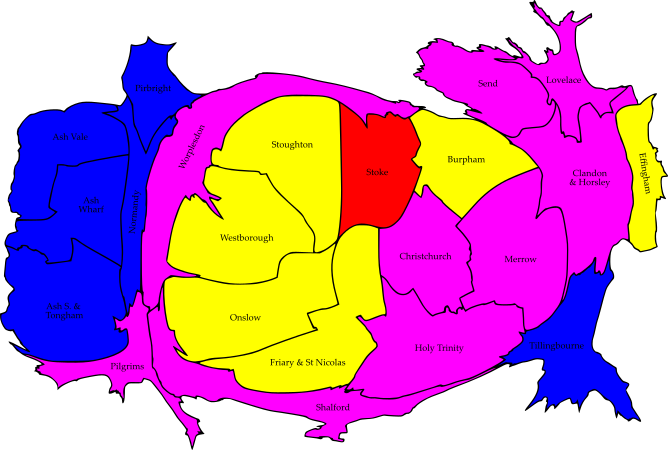 Lovelace
Send
Pirbright
Ash Vale
Worplesdon
Stoughton
Stoke
Burpham
Effingham
Clandon
& Horsley
Ash
Wharf
Normandy
Westborough
Christchurch
Merrow
Ash S. &
Tongham
Onslow
Tillingbourne
Holy Trinity
Friary & St Nicolas
Pilgrims
Shalford